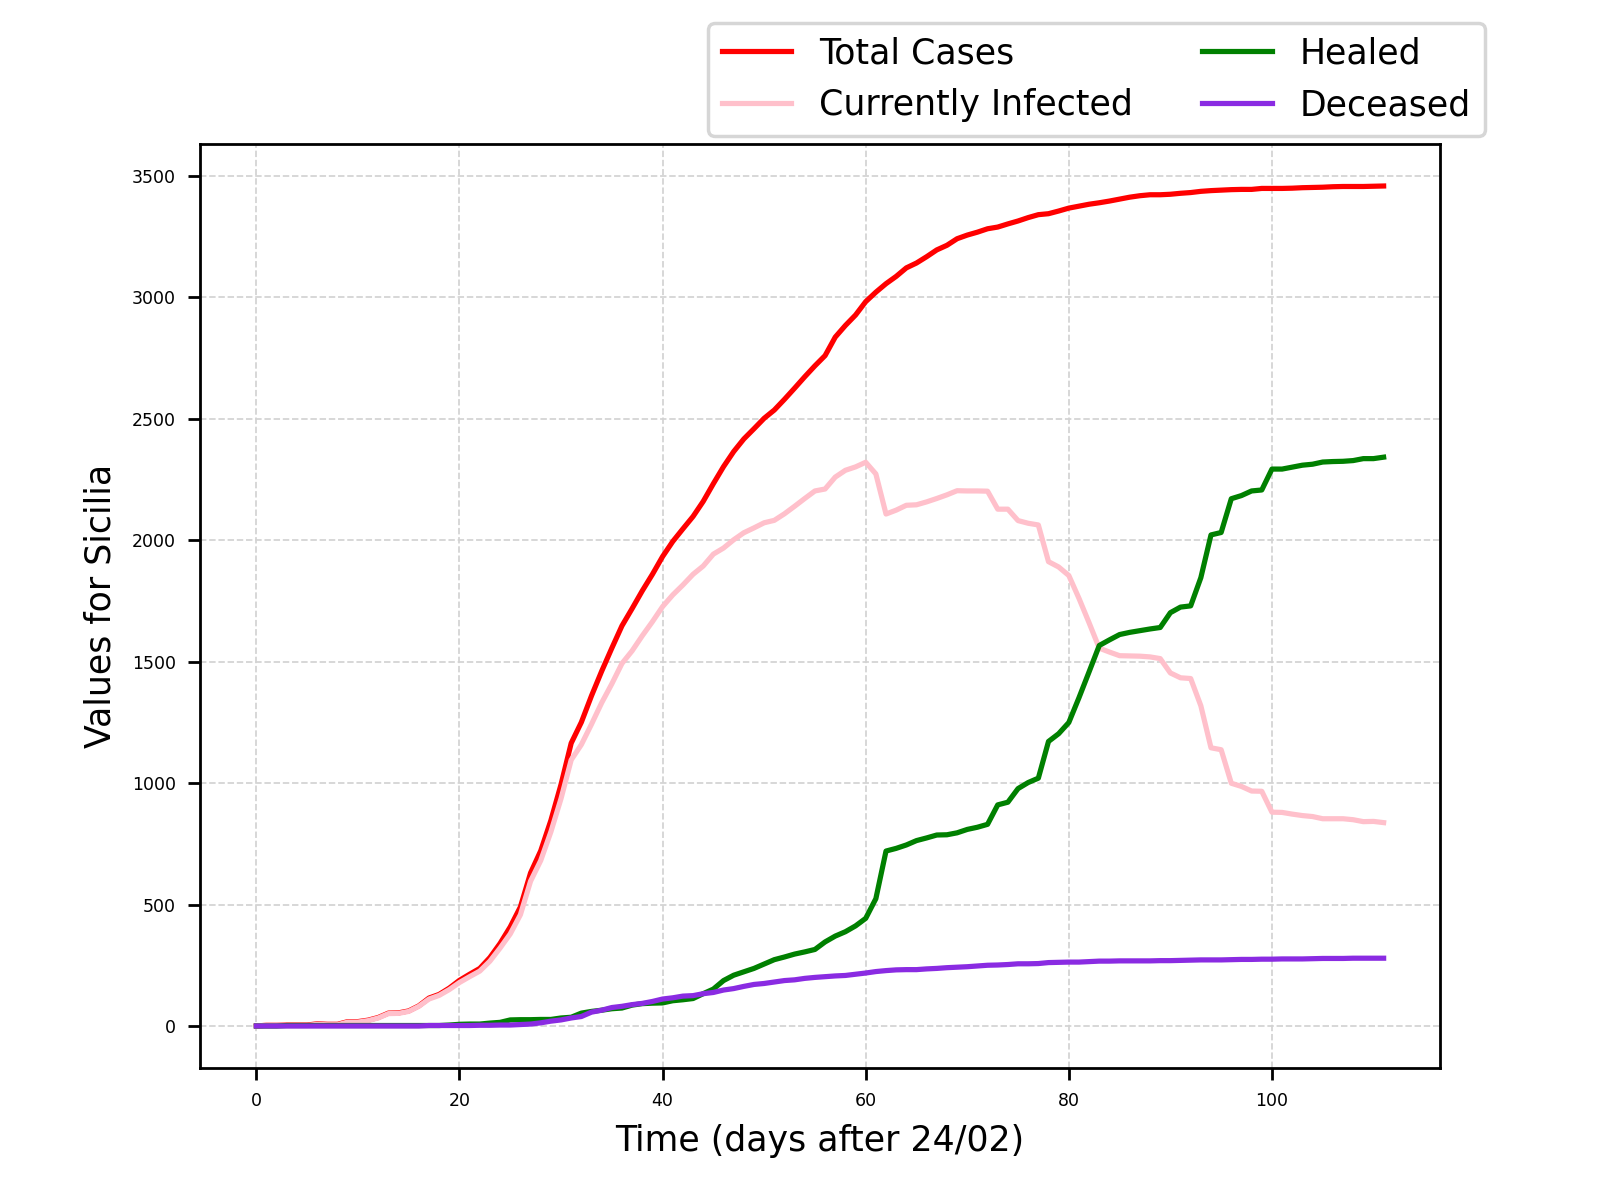 Total Cases
Currently Infected
Healed
Deceased
3500
3000
2500
2000
1500
1000
500
0
Values for Sicilia
0 20 40 60 80 100
Time (days after 24/02)